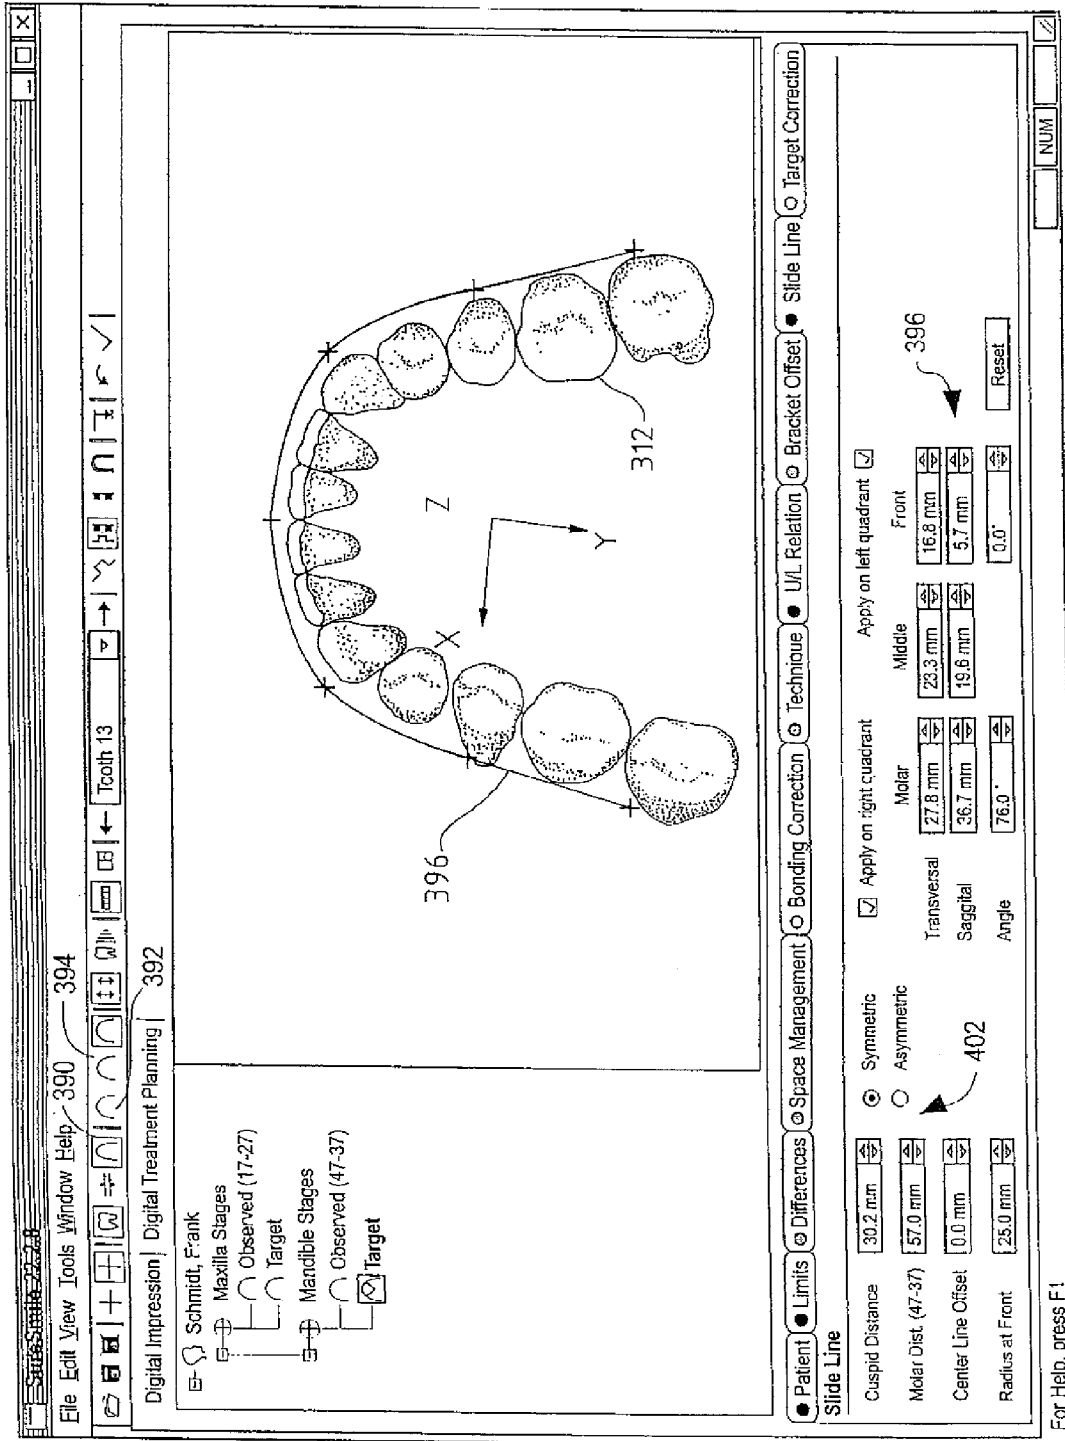 SureSmile 22.2.8
File Edit View Tools Window Help
390
394
Tooth 13
392
Digital Impression | Digital Treatment Planning
Schmidt, Frank
Maxilla Stages
Observed (17-27)
Target
Mandible Stages
Observed (47-37)
Target
X
Y
Z
396
312
Patient Limits Differences Space Management Bonding Correction Technique U/L Relation Bracket Offset Slide Line Target Correction
Slide Line
Cuspid Distance 30.2 mm
Molar Dist. (47-37) 57.0 mm
Center Line Offset 0.0 mm
Radius at Front 25.0 mm
Symmetric
Asymmetric
402
Apply on right quadrant Apply on left quadrant
Molar Middle Front
Transversal 27.8 mm 23.3 mm 16.8 mm
Saggital 36.7 mm 19.6 mm 5.7 mm
Angle 76.0° 0.0°
396
Reset
For Help, press F1
NUM